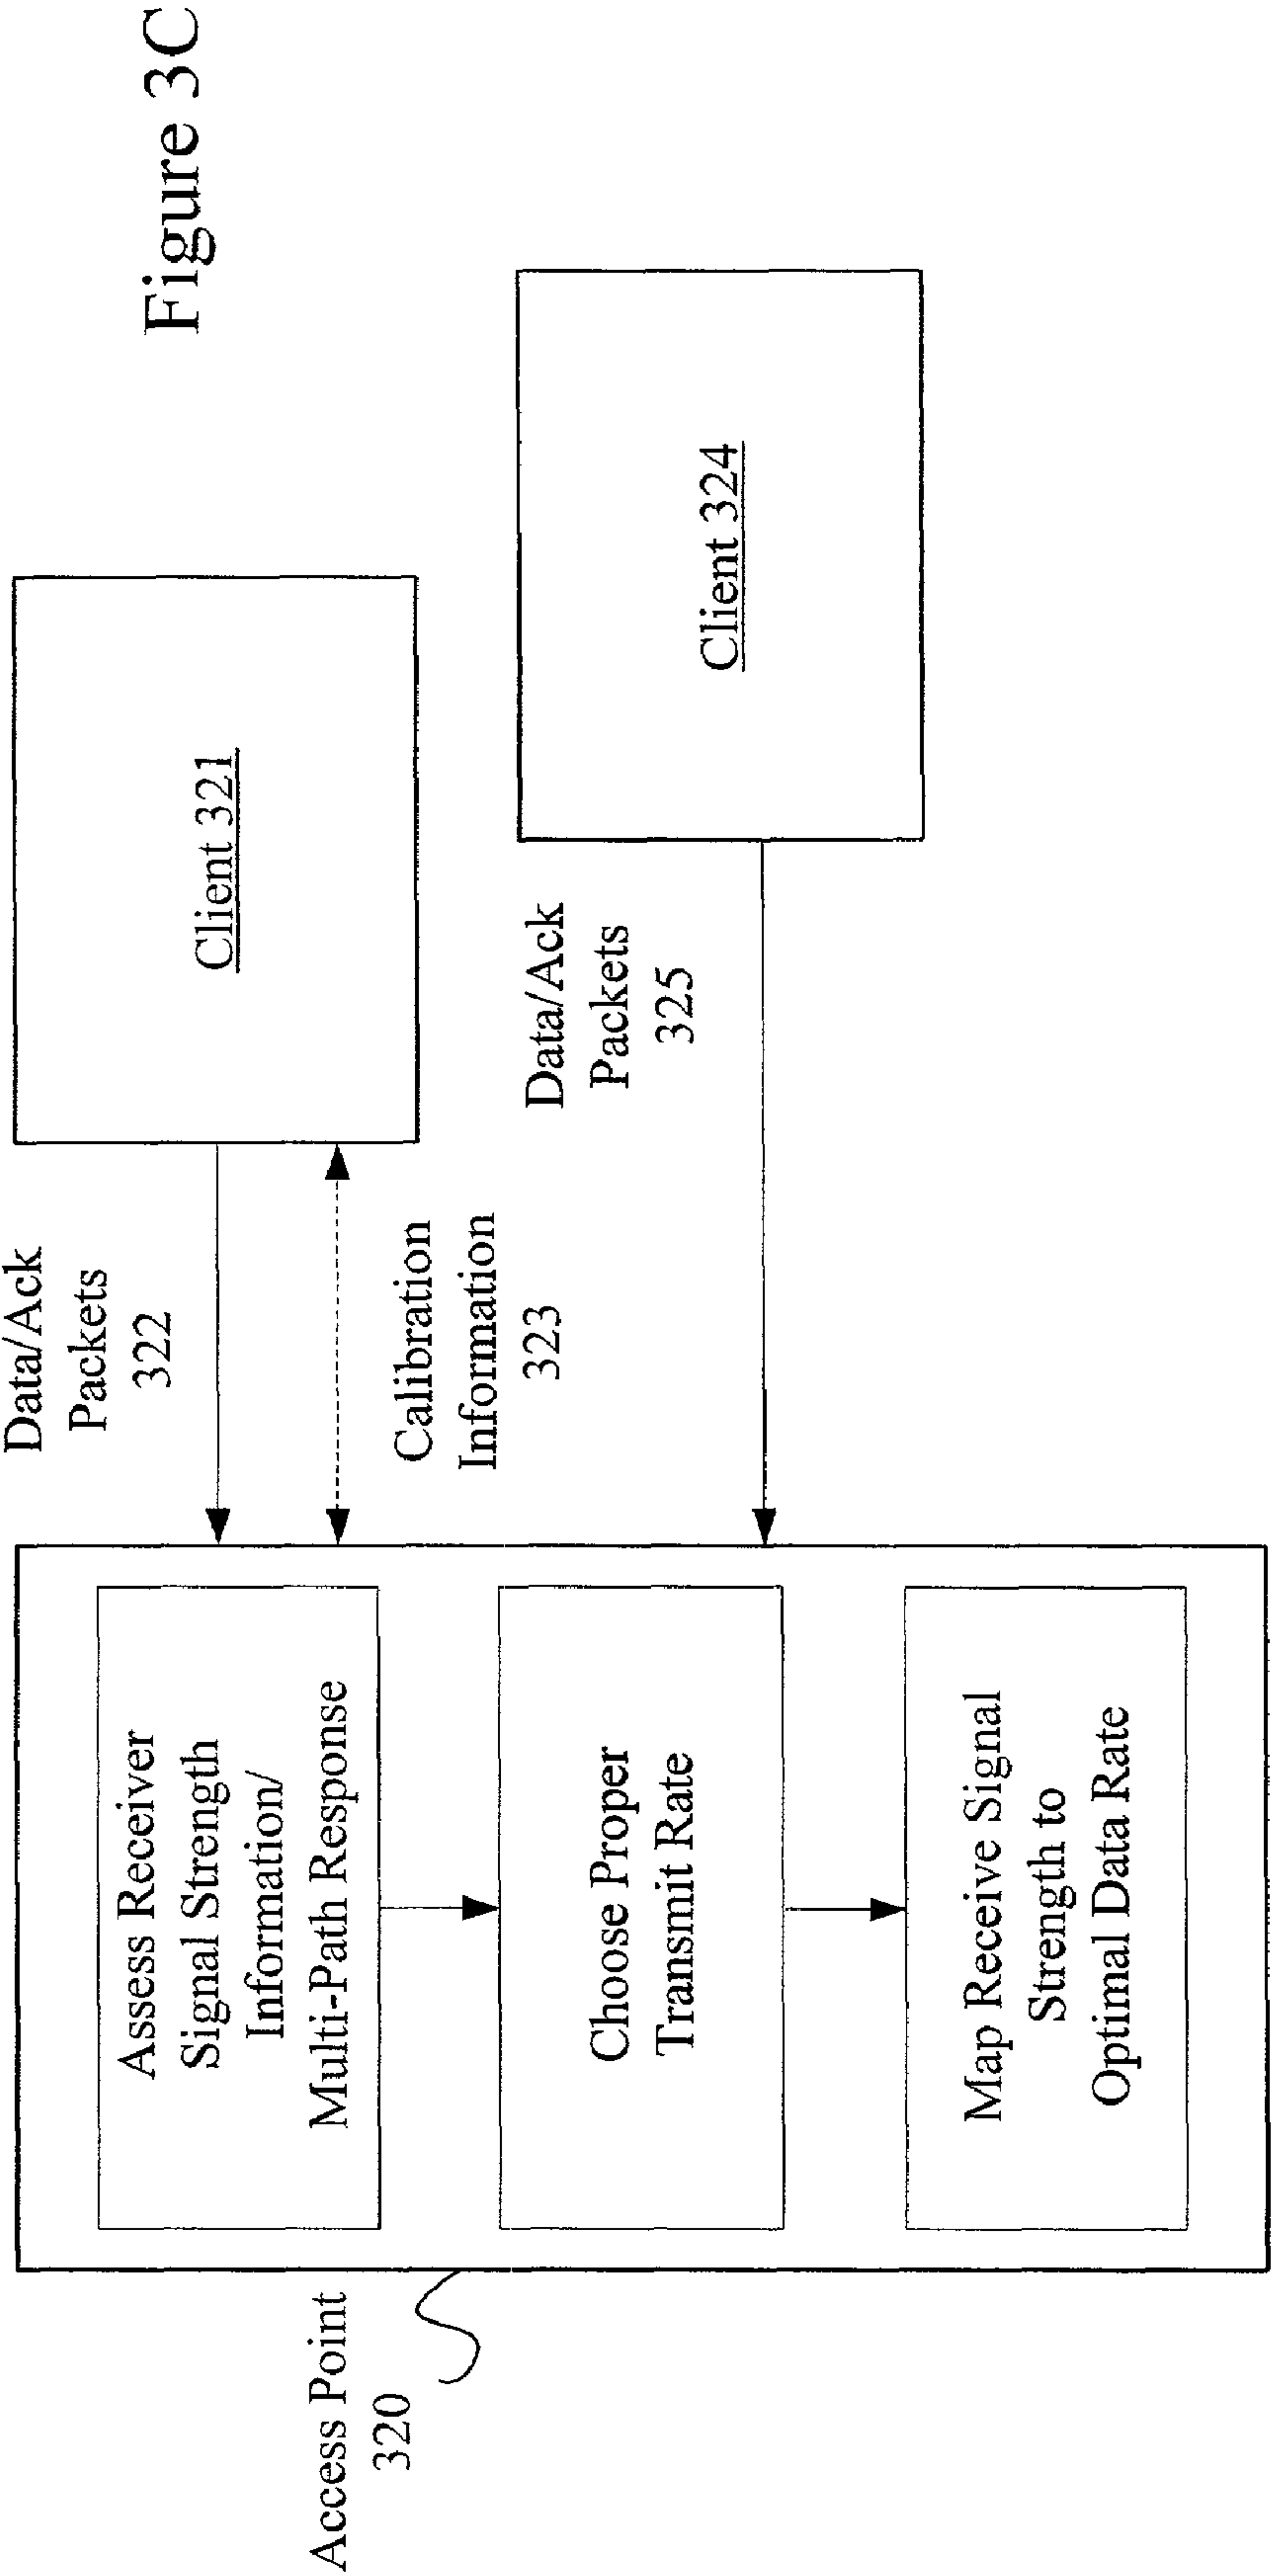 Figure 3C
Access Point
320
Assess Receiver
Signal Strength
Information/
Multi-Path Response
Choose Proper
Transmit Rate
Map Receive Signal
Strength to
Optimal Data Rate
Data/Ack
Packets
322
Calibration
Information
323
Client 321
Data/Ack
Packets
325
Client 324